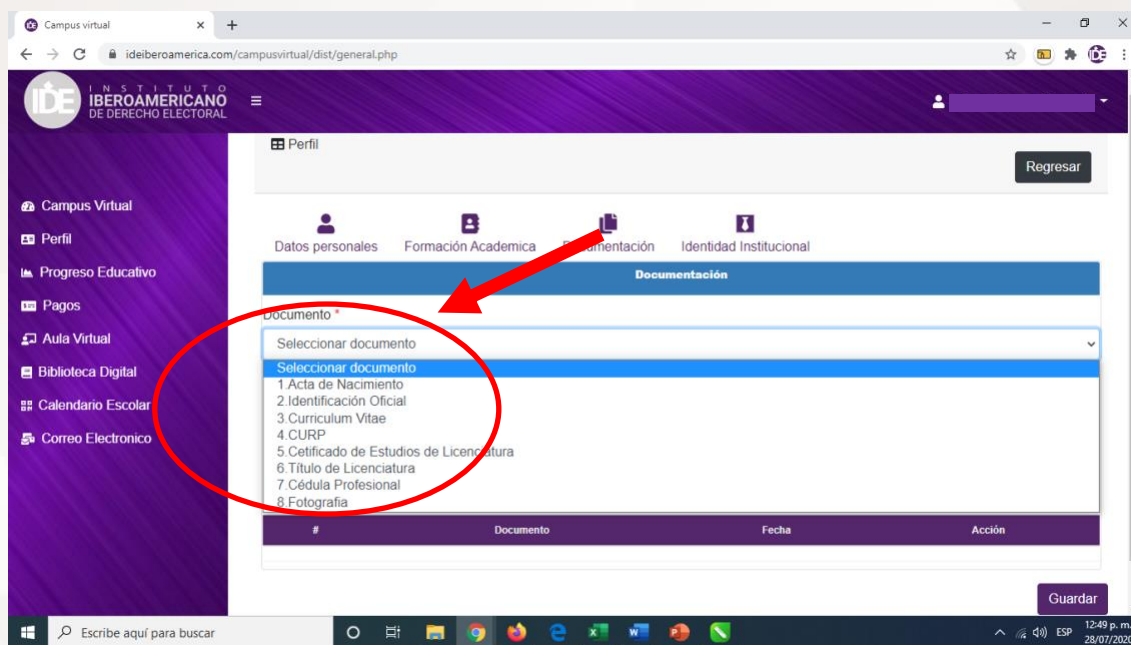 Campus virtual
ideiberoamerica.com/campusvirtual/dist/general.php
IDE
INSTITUTO
IBEROAMERICANO
DE DERECHO ELECTORAL
Perfil
Regresar
Campus Virtual
Perfil
Progreso Educativo
Pagos
Aula Virtual
Biblioteca Digital
Calendario Escolar
Correo Electronico
Datos personales Formación Academica Documentación Identidad Institucional
Documentación
Documento *
Seleccionar documento
Seleccionar documento
1.Acta de Nacimiento
2.Identificación Oficial
3.Curriculum Vitae
4.CURP
5.Cetificado de Estudios de Licenciatura
6.Título de Licenciatura
7.Cédula Profesional
8.Fotografia
# Documento Fecha Acción
Guardar
Escribe aquí para buscar
ESP
12:49 p. m.
28/07/2020